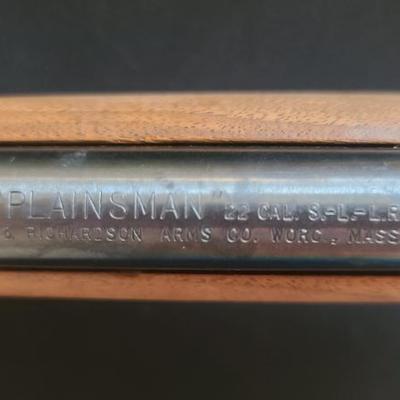 "PLAINSMAN" 22 CAL. S.-L.-L.R
& RICHARDSON ARMS CO. WORC., MASS